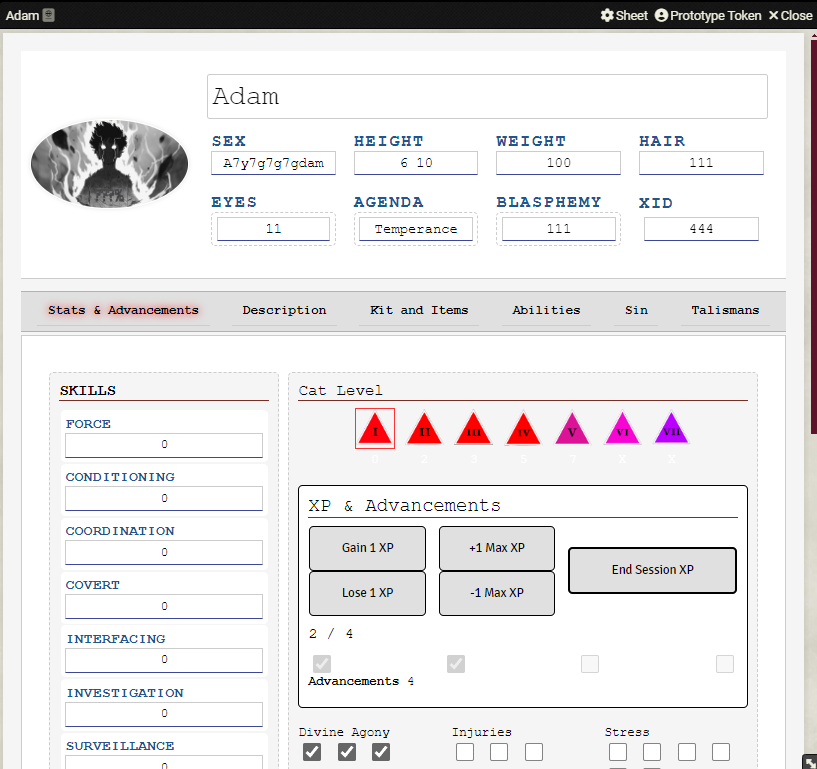 Adam Sheet Prototype Token Close
Adam
SEX HEIGHT WEIGHT HAIR
A7y7g7g7gdam 6 10 100 111
EYES AGENDA BLASPHEMY XID
11 Temperance 111 444
Stats & Advancements Description Kit and Items Abilities Sin Talismans
SKILLS
FORCE
0
CONDITIONING
0
COORDINATION
0
COVERT
0
INTERFACING
0
INVESTIGATION
0
SURVEILLANCE
0
Cat Level
I II III IV V VI VII
2 3 5 7 X X
XP & Advancements
Gain 1 XP +1 Max XP End Session XP
Lose 1 XP -1 Max XP
2 / 4
Advancements 4
Divine Agony Injuries Stress